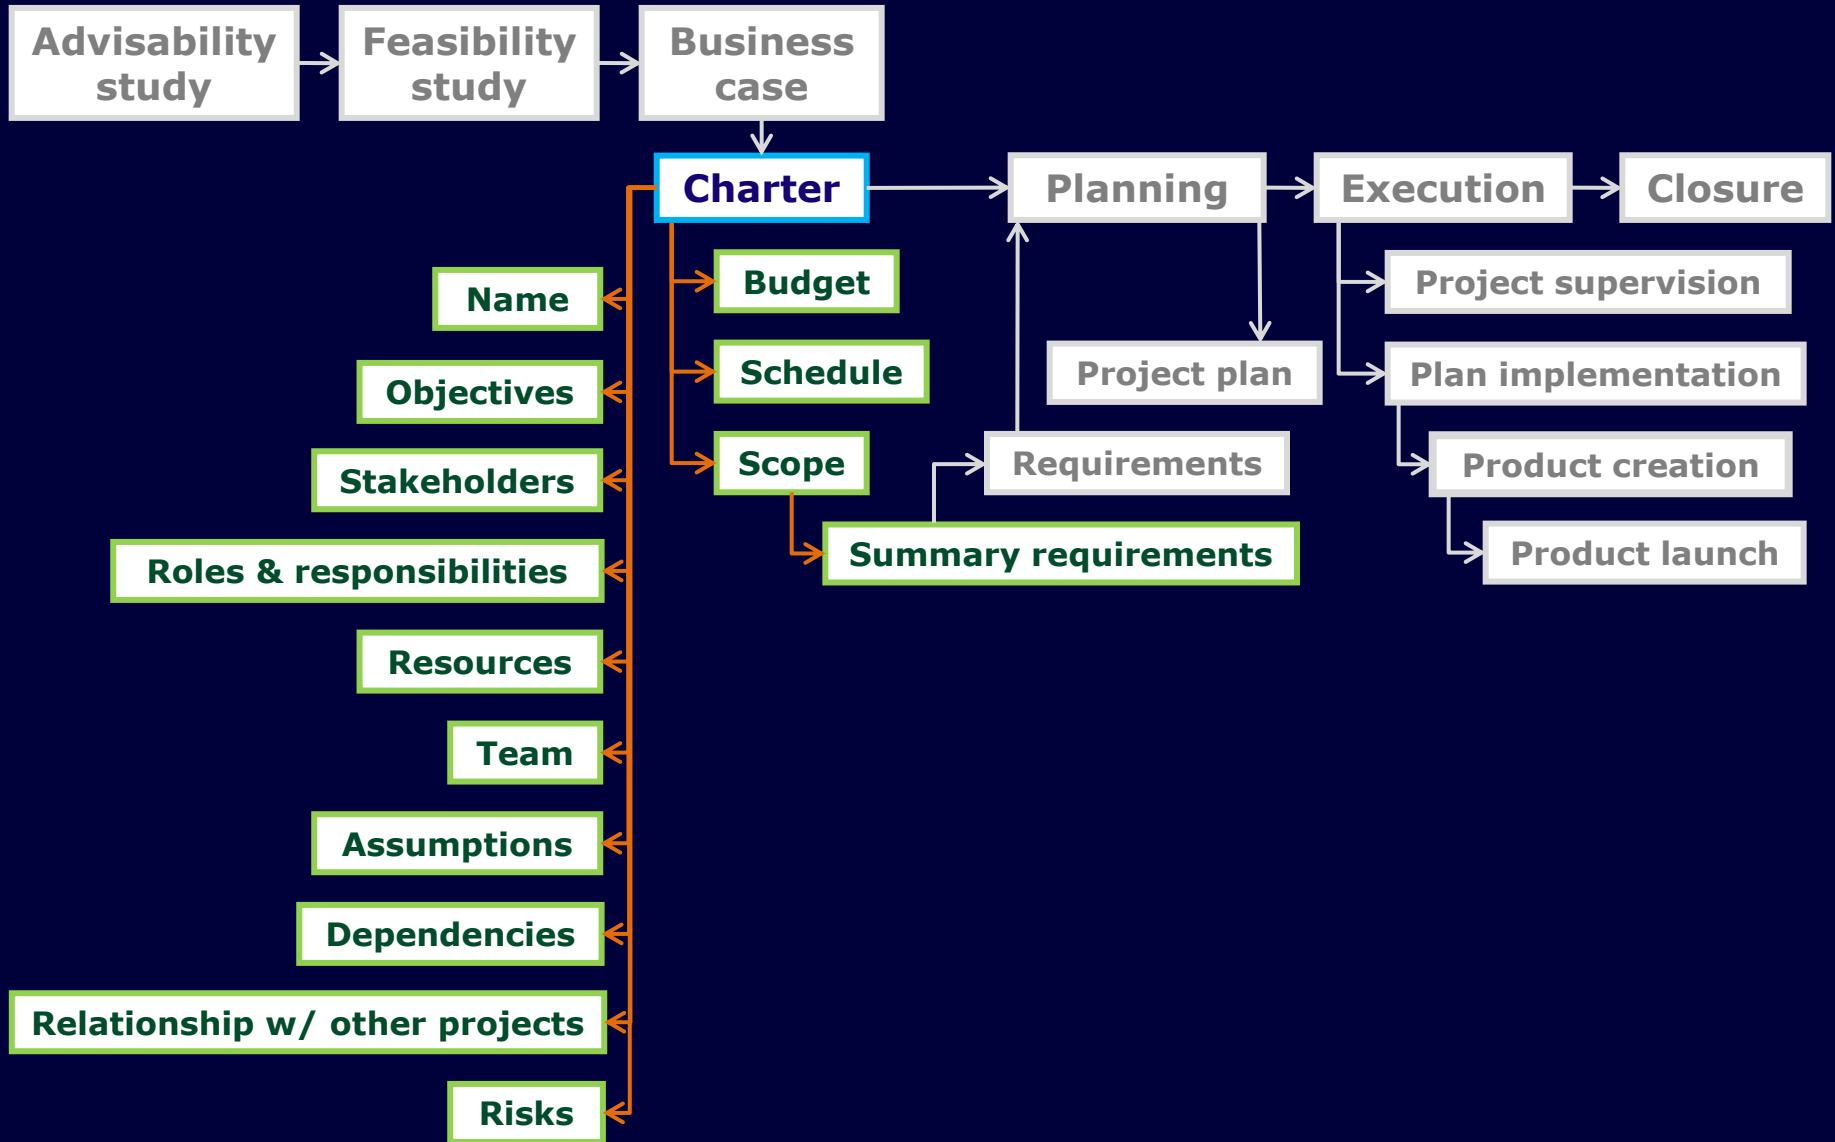 Advisability
study
Feasibility
study
Business
case
Charter
Planning
Execution
Closure
Name
Objectives
Stakeholders
Roles & responsibilities
Resources
Team
Assumptions
Dependencies
Relationship w/ other projects
Risks
Budget
Schedule
Scope
Summary requirements
Requirements
Project plan
Project supervision
Plan implementation
Product creation
Product launch